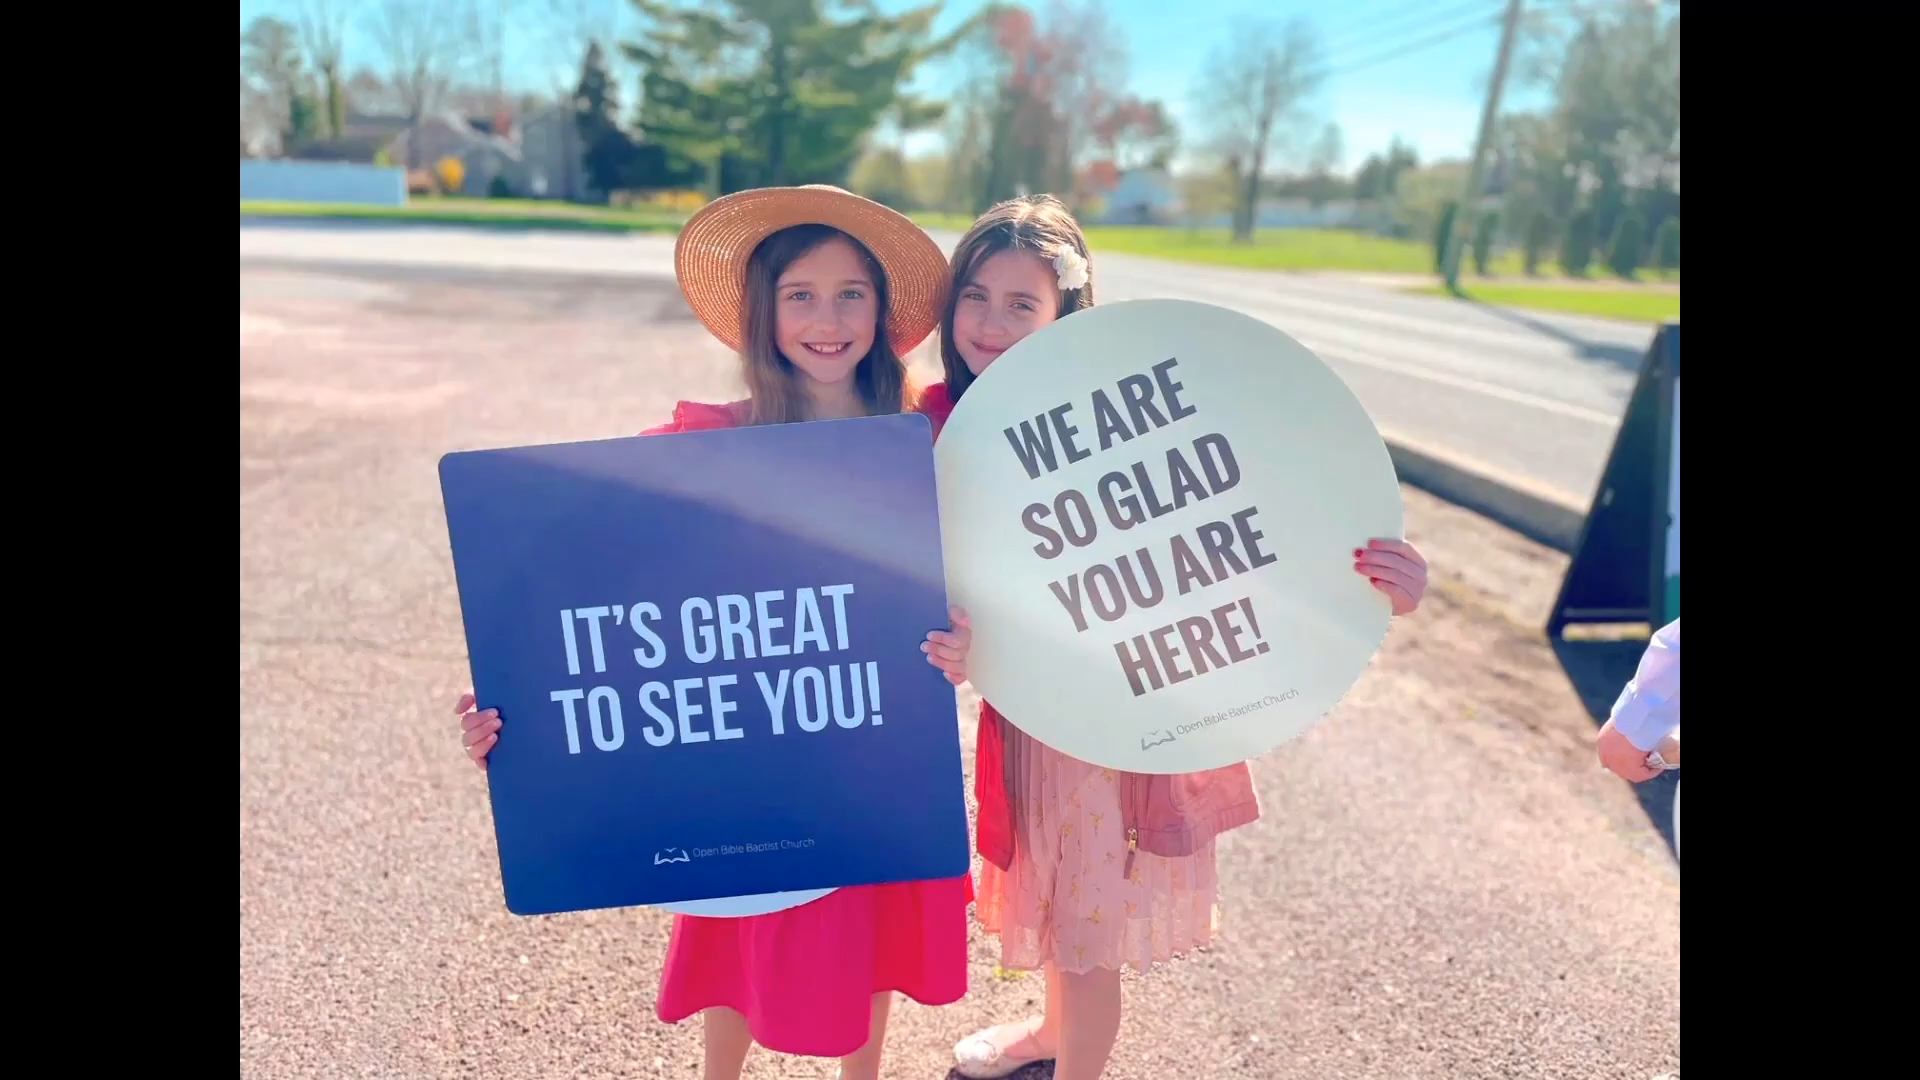 IT'S GREAT
TO SEE YOU!
Open Bible Baptist Church
WE ARE
SO GLAD
YOU ARE
HERE!
Open Bible Baptist Church